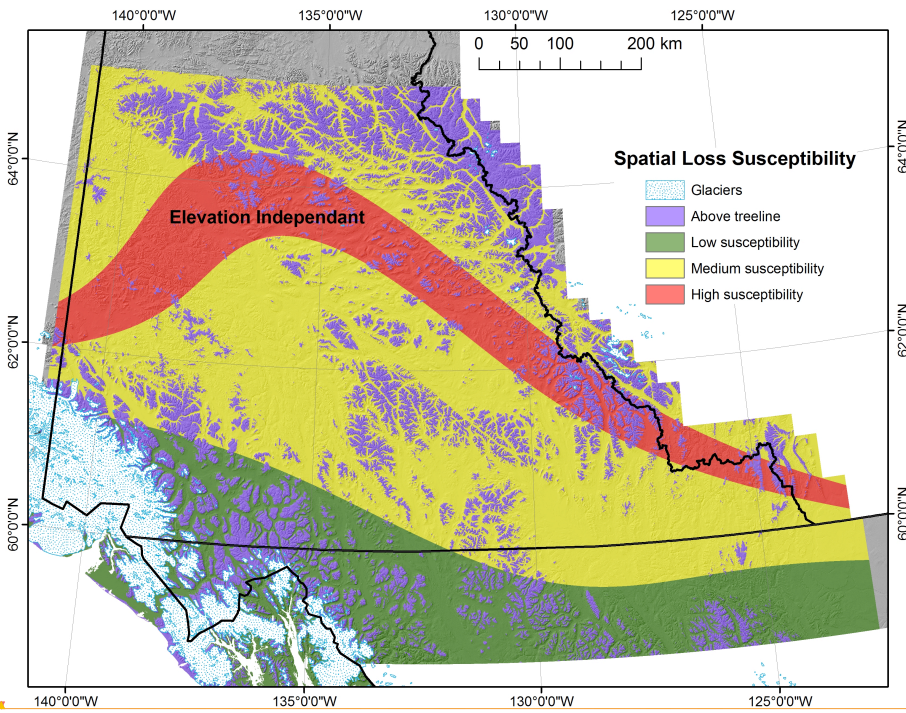 140°0'0"W 135°0'0"W 130°0'0"W 125°0'0"W
0 50 100 200 km
64°0'0"N
64°0'0"N
Spatial Loss Susceptibility
Glaciers
Above treeline
Low susceptibility
Medium susceptibility
High susceptibility
Elevation Independant
62°0'0"N
62°0'0"N
60°0'0"N
60°0'0"N
140°0'0"W 135°0'0"W 130°0'0"W 125°0'0"W